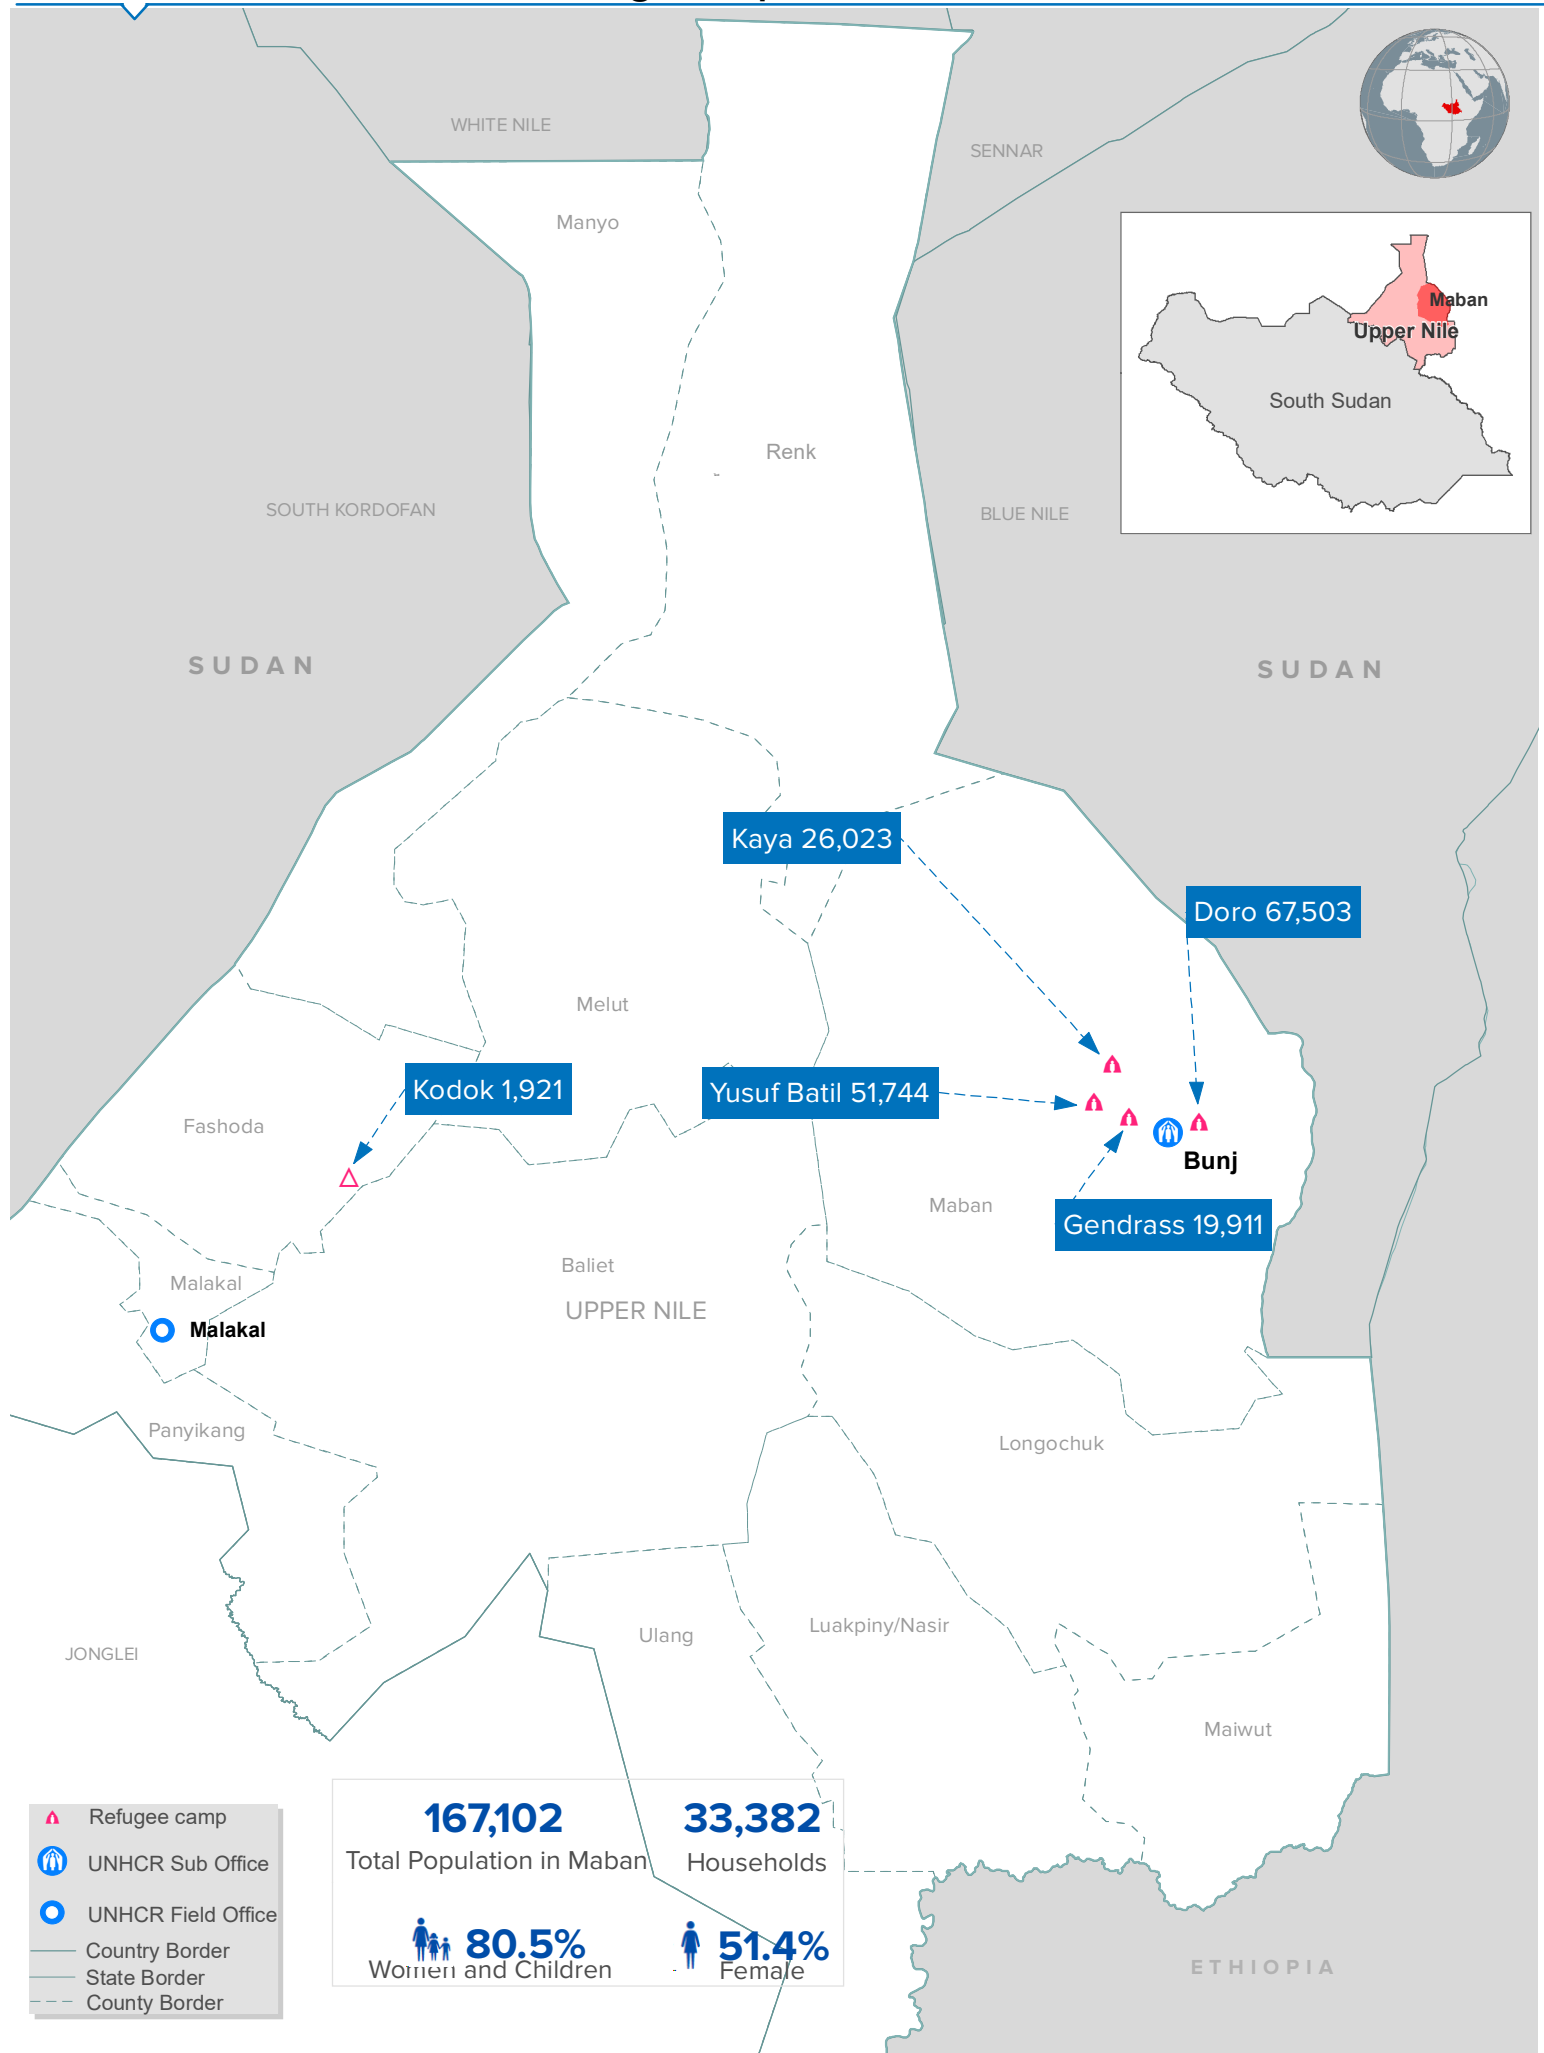 WHITE NILE
SENNAR
Manyo
Maban
Upper Nile
South Sudan
Renk
SOUTH KORDOFAN
BLUE NILE
SUDAN
SUDAN
Kaya 26,023
Doro 67,503
Melut
Kodok 1,921
Yusuf Batil 51,744
Fashoda
Bunj
Maban
Gendrass 19,911
Baliet
Malakal
UPPER NILE
Malakal
Panyikang
Longochuk
Ulang
Luakpiny/Nasir
JONGLEI
Maiwut
Refugee camp
UNHCR Sub Office
UNHCR Field Office
Country Border
State Border
County Border
167,102
Total Population in Maban
33,382
Households
80.5%
Women and Children
51.4%
Female
ETHIOPIA